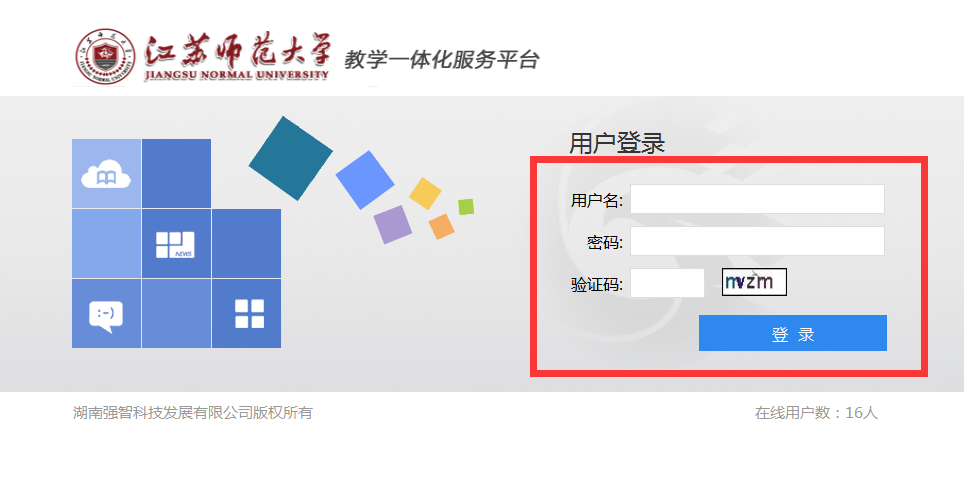 江苏师范大学
JIANGSU NORMAL UNIVERSITY
教学一体化服务平台
用户登录
用户名:
密码:
验证码:
mvzm
登 录
NEWS
:-)
湖南强智科技发展有限公司版权所有
在线用户数：16人